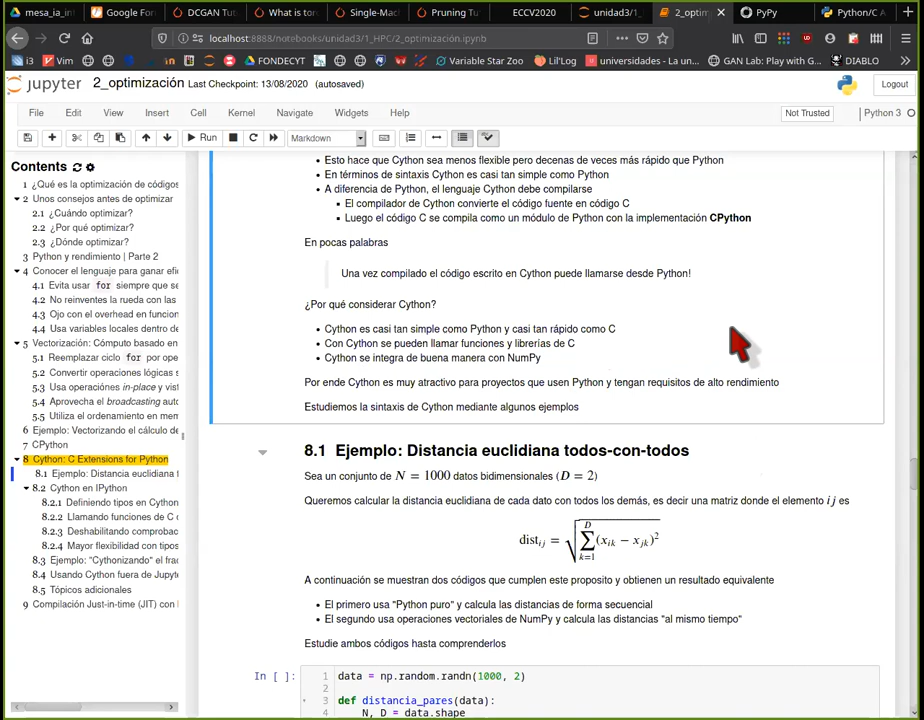 mesa_ia_int
Google Form
DCGAN Tut
What is tor
Single-Mac
Pruning Tu
ECCV2020
unidad3/1_
2_optim
PyPy
Python/C A
localhost:8888/notebooks/unidad3/1_HPC/2_optimización.ipynb
i3
Vim
FONDECYT
Variable Star Zoo
Lil'Log
universidades - La un...
GAN Lab: Play with G...
DIABLO
jupyter 2_optimización Last Checkpoint: 13/08/2020 (autosaved)
Logout
File Edit View Insert Cell Kernel Navigate Widgets Help
Not Trusted
Python 3
Run
Markdown
Contents
1 ¿Qué es la optimización de códigos
2 Unos consejos antes de optimizar
2.1 ¿Cuándo optimizar?
2.2 ¿Por qué optimizar?
2.3 ¿Dónde optimizar?
3 Python y rendimiento | Parte 2
4 Conocer el lenguaje para ganar efic
4.1 Evita usar for siempre que se
4.2 No reinventes la rueda con las
4.3 Ojo con el overhead en funcion
4.4 Usa variables locales dentro de
5 Vectorización: Cómputo basado en
5.1 Reemplazar ciclo for por ope
5.2 Convertir operaciones lógicas
5.3 Usa operaciónes in-place y vist
5.4 Aprovecha el broadcasting auto
5.5 Utiliza el ordenamiento en mem
6 Ejemplo: Vectorizando el cálculo de
7 CPython
8 Cython: C Extensions for Python
8.1 Ejemplo: Distancia euclidiana t
8.2 Cython en IPython
8.2.1 Definiendo tipos en Cython
8.2.2 Llamando funciones de C d
8.2.3 Deshabilitando comprobac
8.2.4 Mayor flexibilidad con tipos
8.3 Ejemplo: "Cythonizando" el frac
8.4 Usando Cython fuera de Jupyte
8.5 Tópicos adicionales
9 Compilación Just-in-time (JIT) con l
Esto hace que Cython sea menos flexible pero decenas de veces más rápido que Python
En términos de sintaxis Cython es casi tan simple como Python
A diferencia de Python, el lenguaje Cython debe compilarse
El compilador de Cython convierte el código fuente en código C
Luego el código C se compila como un módulo de Python con la implementación CPython
En pocas palabras
Una vez compilado el código escrito en Cython puede llamarse desde Python!
¿Por qué considerar Cython?
Cython es casi tan simple como Python y casi tan rápido como C
Con Cython se pueden llamar funciones y librerías de C
Cython se integra de buena manera con NumPy
Por ende Cython es muy atractivo para proyectos que usen Python y tengan requisitos de alto rendimiento
Estudiemos la sintaxis de Cython mediante algunos ejemplos
8.1 Ejemplo: Distancia euclidiana todos-con-todos
Sea un conjunto de N = 1000 datos bidimensionales (D = 2)
Queremos calcular la distancia euclidiana de cada dato con todos los demás, es decir una matriz donde el elemento ij es
dist_ij = √(∑_{k=1}^{D} (x_ik − x_jk)²)
A continuación se muestran dos códigos que cumplen este proposito y obtienen un resultado equivalente
El primero usa "Python puro" y calcula las distancias de forma secuencial
El segundo usa operaciones vectoriales de NumPy y calcula las distancias "al mismo tiempo"
Estudie ambos códigos hasta comprenderlos
In [ ]:
1 data = np.random.randn(1000, 2)
2
3 def distancia_pares(data):
4 N, D = data.shape